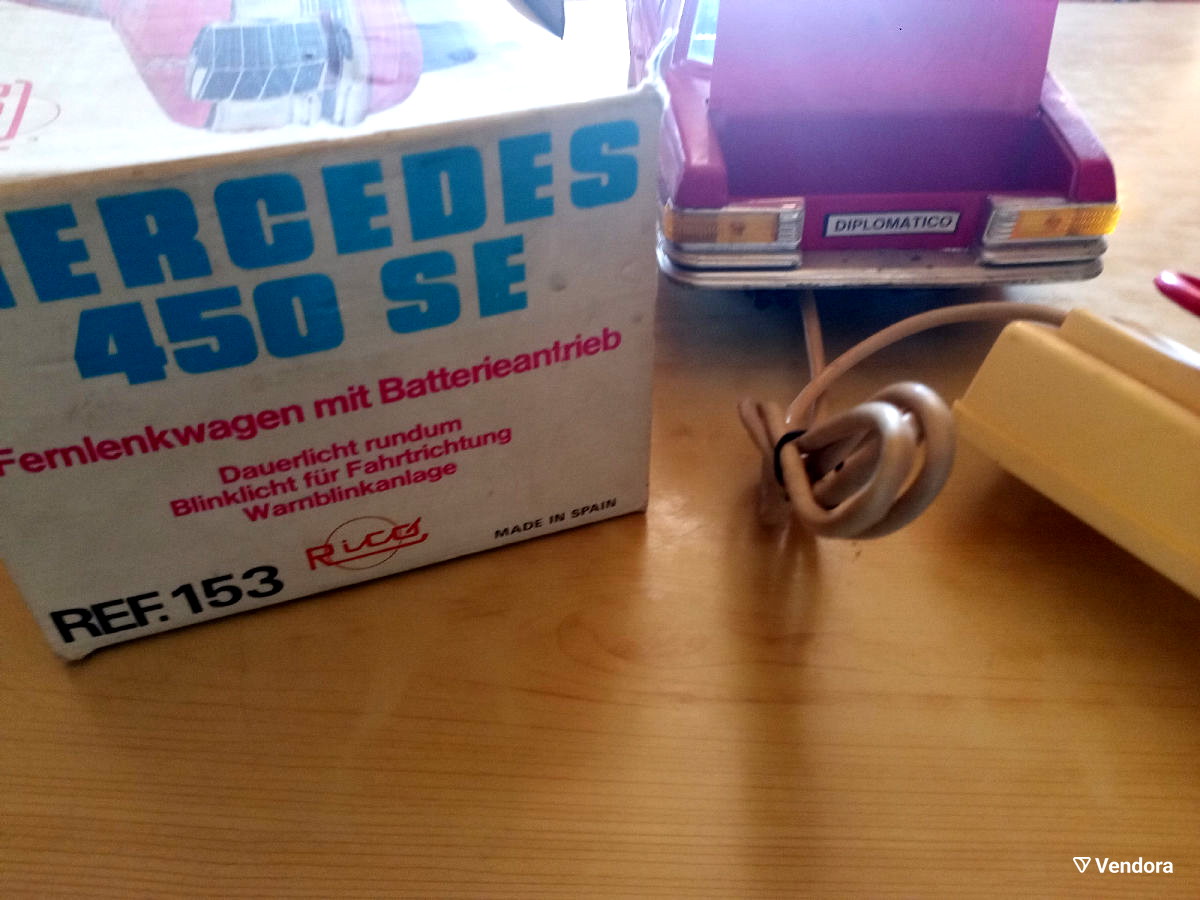 MERCEDES
450 SE
Fernlenkwagen mit Batterieantrieb
Dauerlicht rundum
Blinklicht für Fahrtrichtung
Warnblinkanlage
Rico
MADE IN SPAIN
REF. 153
DIPLOMATICO
Vendora